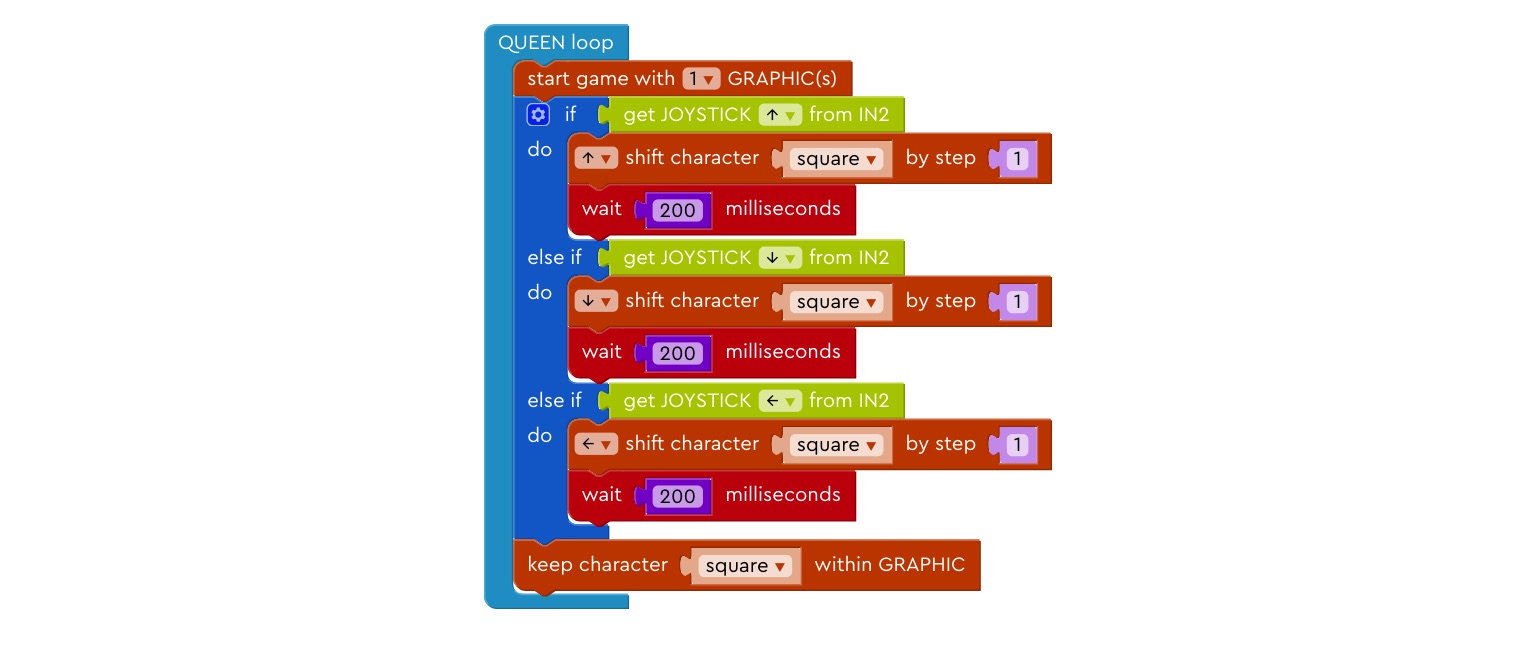 QUEEN loop
start game with 1 ▾ GRAPHIC(s)
if get JOYSTICK ↑ ▾ from IN2
do ↑ ▾ shift character square ▾ by step 1
wait 200 milliseconds
else if get JOYSTICK ↓ ▾ from IN2
do ↓ ▾ shift character square ▾ by step 1
wait 200 milliseconds
else if get JOYSTICK ← ▾ from IN2
do ← ▾ shift character square ▾ by step 1
wait 200 milliseconds
keep character square ▾ within GRAPHIC